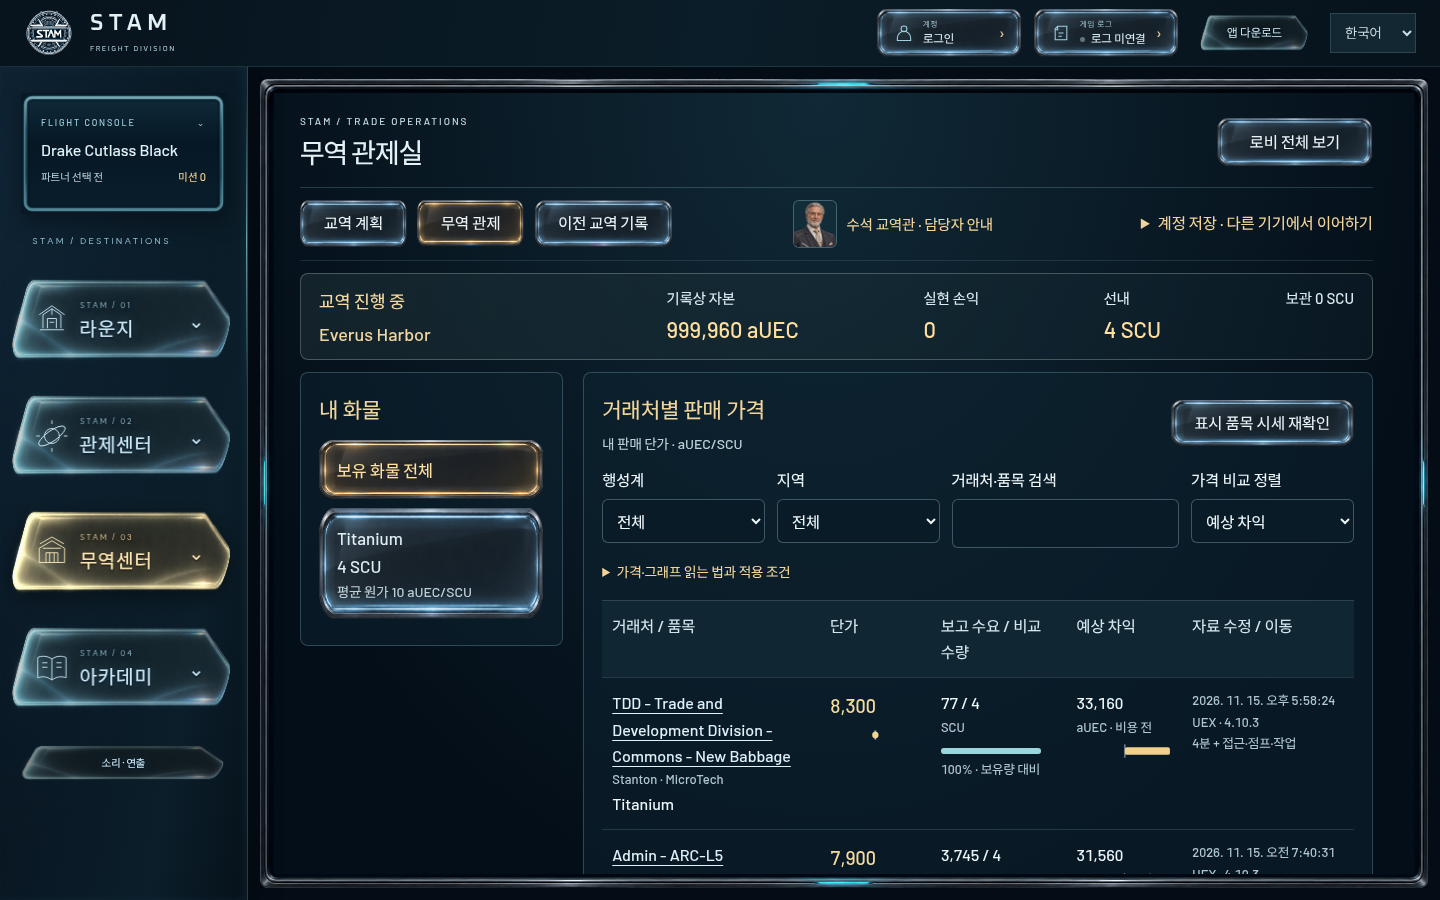 STAM
STAM
FREIGHT DIVISION
계정
로그인
게임 로그
로그 미연결
앱 다운로드
한국어
FLIGHT CONSOLE
Drake Cutlass Black
파트너 선택 전
미션 0
STAM / DESTINATIONS
STAM / 01
라운지
STAM / 02
관제센터
STAM / 03
무역센터
STAM / 04
아카데미
소리·연출
STAM / TRADE OPERATIONS
무역 관제실
로비 전체 보기
교역 계획
무역 관제
이전 교역 기록
수석 교역관 · 담당자 안내
계정 저장 · 다른 기기에서 이어하기
교역 진행 중
Everus Harbor
기록상 자본
999,960 aUEC
실현 손익
0
선내
4 SCU
보관 0 SCU
내 화물
보유 화물 전체
Titanium
4 SCU
평균 원가 10 aUEC/SCU
거래처별 판매 가격
내 판매 단가 · aUEC/SCU
표시 품목 시세 재확인
행성계
지역
거래처·품목 검색
가격 비교 정렬
전체
전체
예상 차익
가격·그래프 읽는 법과 적용 조건
거래처 / 품목
단가
보고 수요 / 비교
수량
예상 차익
자료 수정 / 이동
TDD - Trade and
Development Division -
Commons - New Babbage
Stanton · MicroTech
Titanium
8,300
77 / 4
SCU
100% · 보유량 대비
33,160
aUEC · 비용 전
2026. 11. 15. 오후 5:58:24
UEX · 4.10.3
4분 + 접근·점프·작업
Admin - ARC-L5
7,900
3,745 / 4
31,560
2026. 11. 15. 오전 7:40:31
UEX · 4.10.3